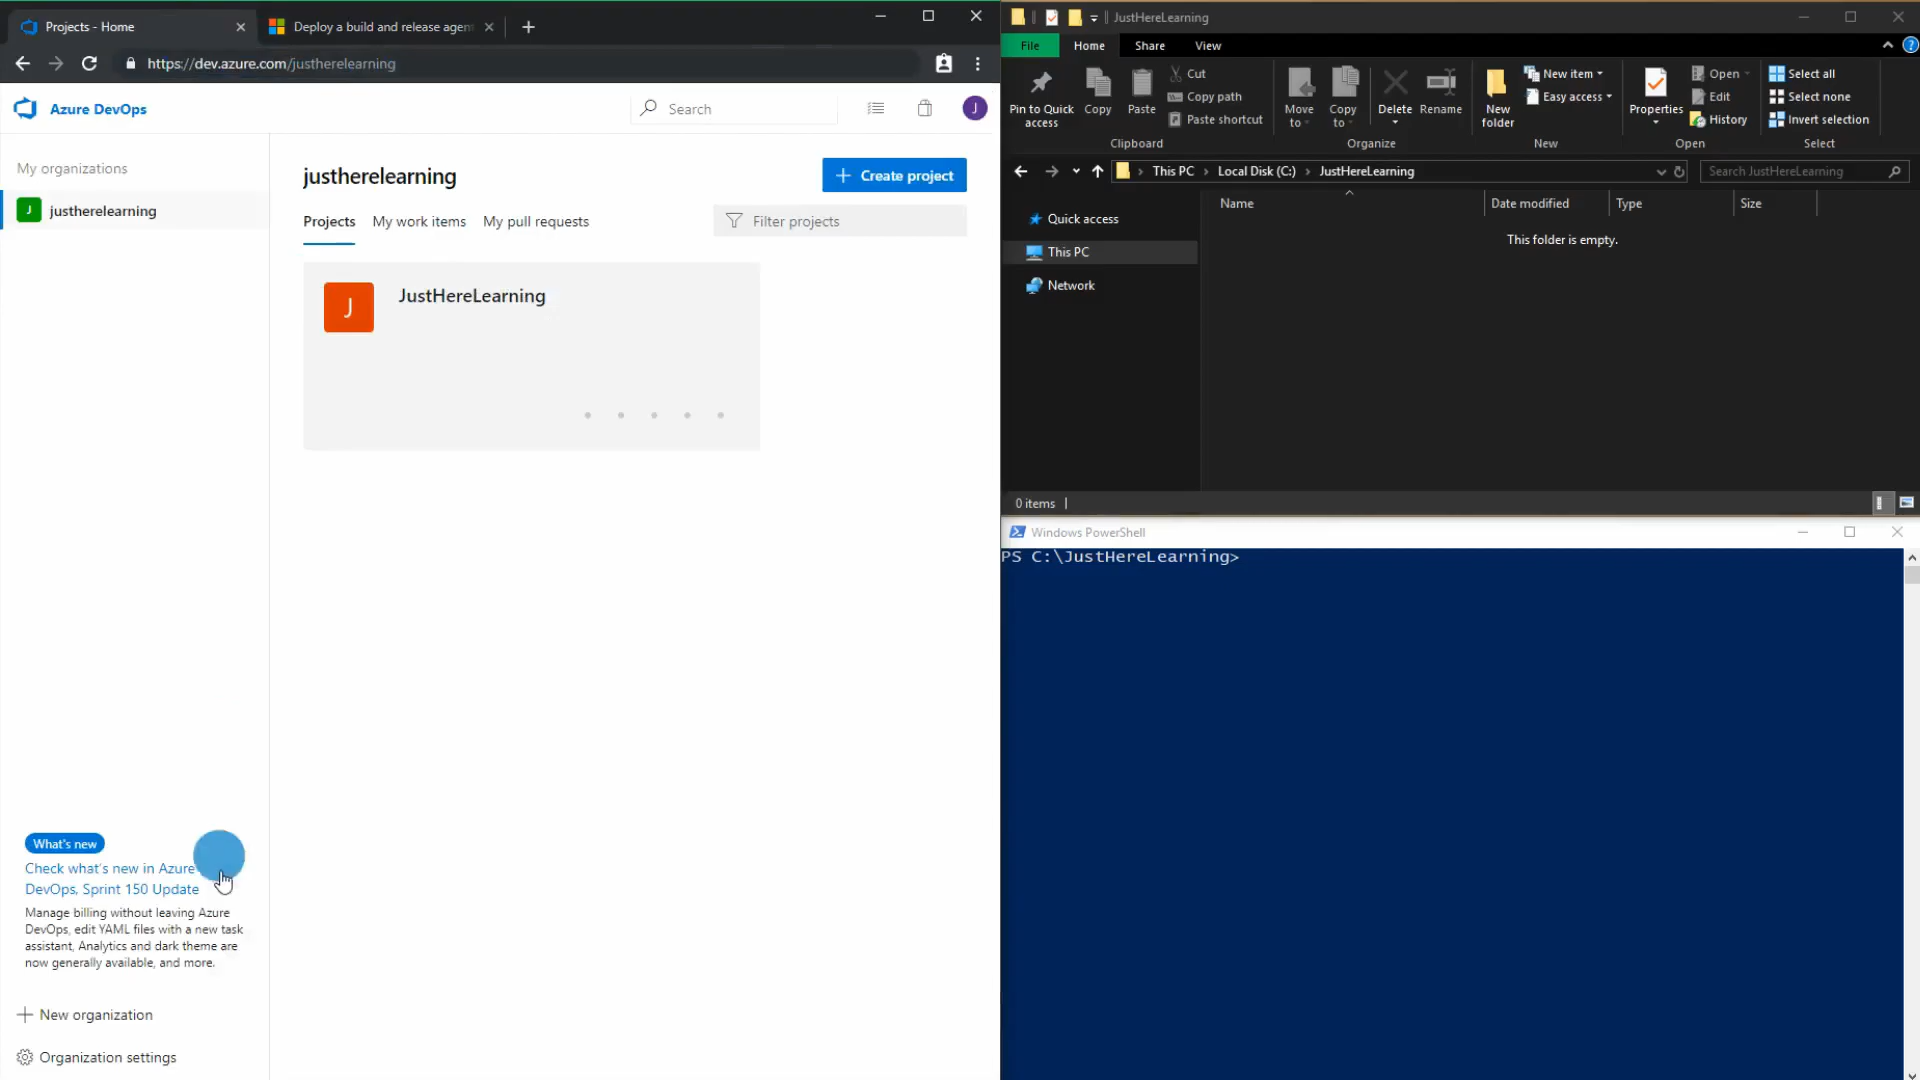 Projects - Home
Deploy a build and release agen
https://dev.azure.com/justherelearning
Azure DevOps
Search
J
My organizations
J justherelearning
justherelearning
Create project
Projects My work items My pull requests
Filter projects
J JustHereLearning
What's new
Check what's new in Azure
DevOps, Sprint 150 Update
Manage billing without leaving Azure
DevOps, edit YAML files with a new task
assistant, Analytics and dark theme are
now generally available, and more.
New organization
Organization settings
JustHereLearning
File Home Share View
Pin to Quick access
Copy
Paste
Cut
Copy path
Paste shortcut
Clipboard
Move to
Copy to
Delete
Rename
Organize
New folder
New item
Easy access
New
Properties
Open
Edit
History
Open
Select all
Select none
Invert selection
Select
This PC > Local Disk (C:) > JustHereLearning
Search JustHereLearning
Quick access
This PC
Network
Name Date modified Type Size
This folder is empty.
0 items
Windows PowerShell
PS C:\JustHereLearning>